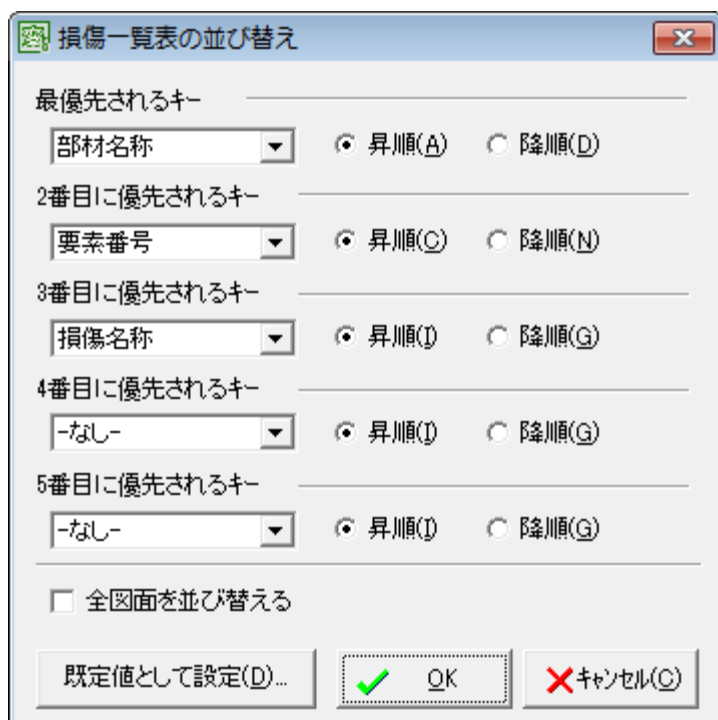 損傷一覧表の並び替え
最優先されるキー
部材名称 昇順(A) 降順(D)
2番目に優先されるキー
要素番号 昇順(C) 降順(N)
3番目に優先されるキー
損傷名称 昇順(I) 降順(G)
4番目に優先されるキー
-なし- 昇順(I) 降順(G)
5番目に優先されるキー
-なし- 昇順(I) 降順(G)
全図面を並び替える
既定値として設定(D)... OK キャンセル(C)